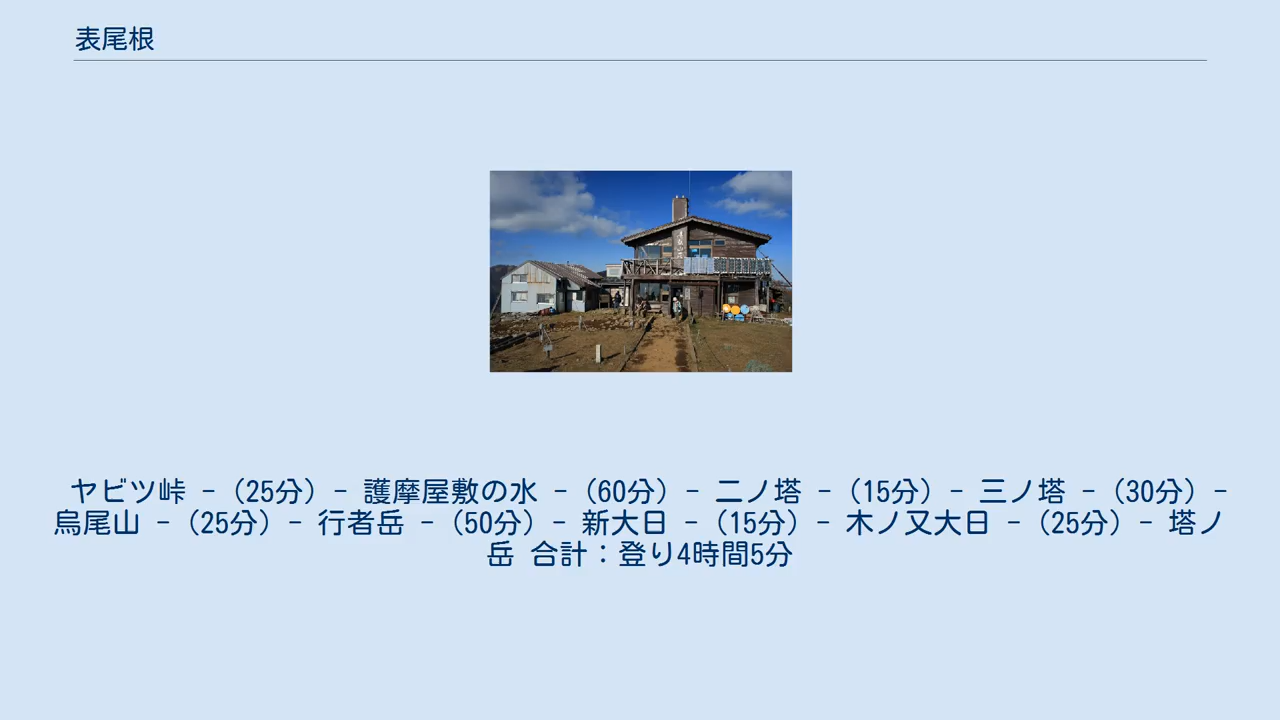 表尾根
ヤビツ峠 -（25分）- 護摩屋敷の水 -（60分）- 二ノ塔 -（15分）- 三ノ塔 -（30分）-
烏尾山 -（25分）- 行者岳 -（50分）- 新大日 -（15分）- 木ノ又大日 -（25分）- 塔ノ
岳 合計：登り4時間5分